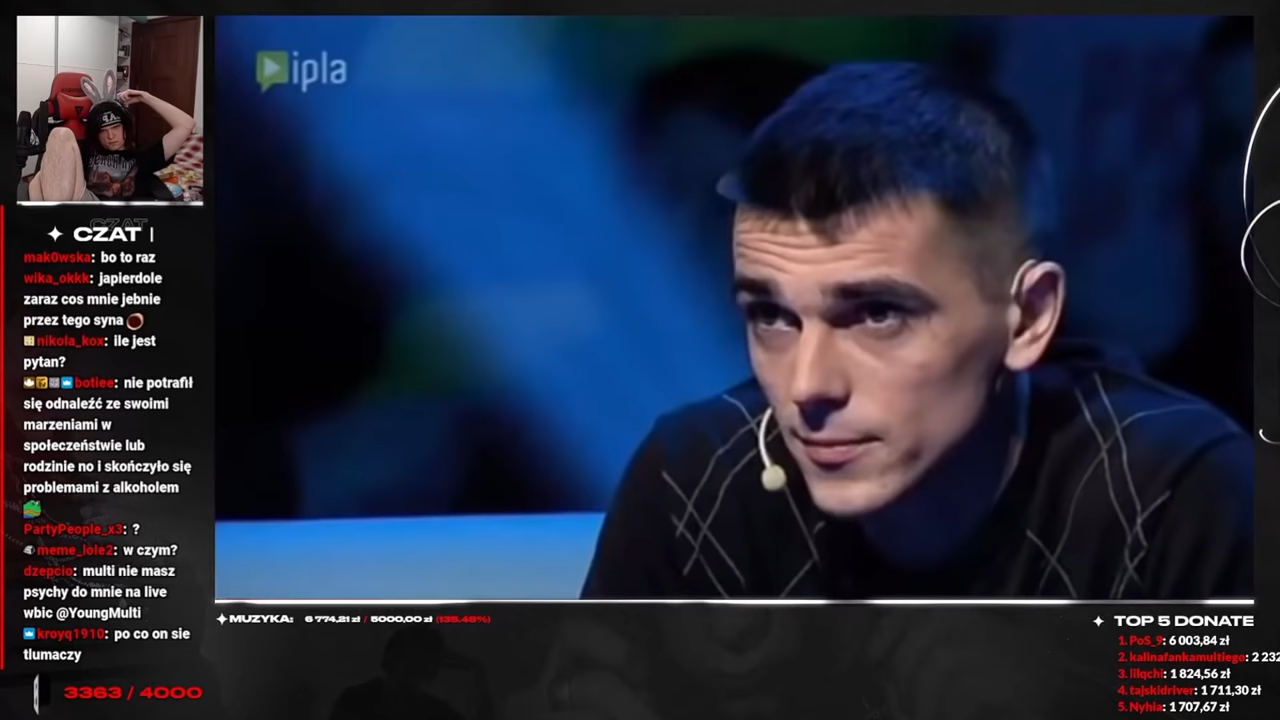 ipla
CZAT
CZAT |
mak0wska: bo to raz
wika_okkk: japierdole
zaraz cos mnie jebnie
przez tego syna
nikola_kox: ile jest
pytan?
botiee: nie potrafił
się odnaleźć ze swoimi
marzeniami w
społeczeństwie lub
rodzinie no i skończyło się
problemami z alkoholem
PartyPeople_x3: ?
meme_lole2: w czym?
dzepcio: multi nie masz
psychy do mnie na live
wbic @YoungMulti
kroyq1910: po co on sie
tlumaczy
3363 / 4000
MUZYKA: 6 774,21 zł / 5000,00 zł (135.48%)
TOP 5 DONATE
1. PoS_9: 6 003,84 zł
2. kalinafankamultiego: 2 232
3. lilqchi: 1 824,56 zł
4. tajskidriver: 1 711,30 zł
5. Nyhia: 1 707,67 zł